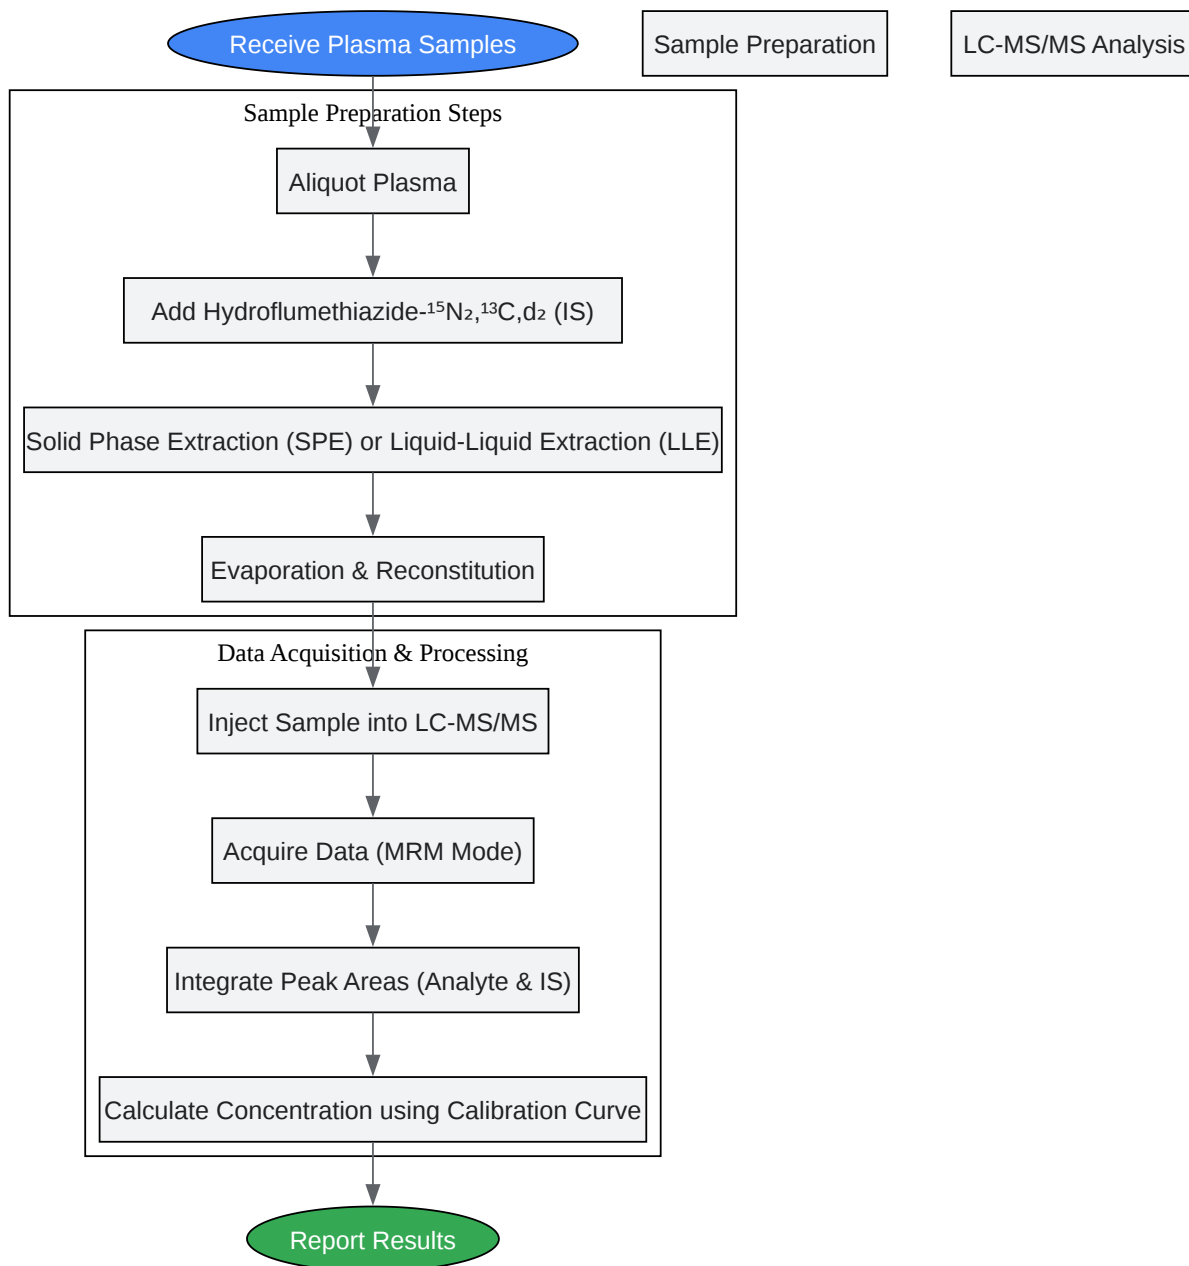 Receive Plasma Samples
Sample Preparation
LC-MS/MS Analysis
Sample Preparation Steps
Aliquot Plasma
Add Hydroflumethiazide-¹⁵N₂,¹³C,d₂ (IS)
Solid Phase Extraction (SPE) or Liquid-Liquid Extraction (LLE)
Evaporation & Reconstitution
Data Acquisition & Processing
Inject Sample into LC-MS/MS
Acquire Data (MRM Mode)
Integrate Peak Areas (Analyte & IS)
Calculate Concentration using Calibration Curve
Report Results